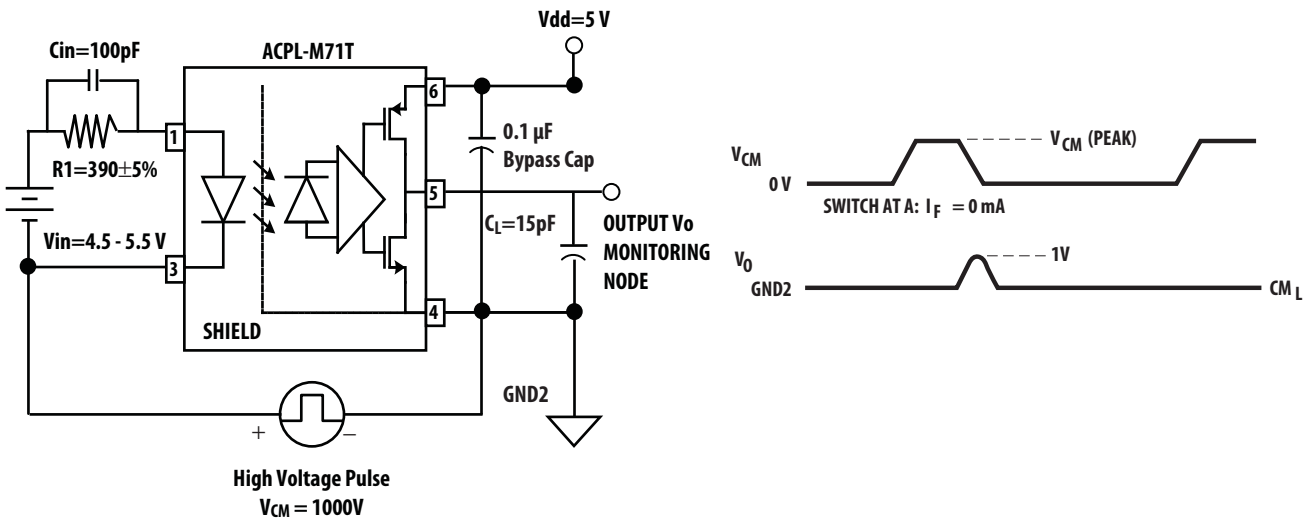 Vdd=5 V
Cin=100pF
ACPL-M71T
6
0.1 µF
Bypass Cap
1
R1=390±5%
5
CL=15pF
OUTPUT Vo
MONITORING
NODE
Vin=4.5 - 5.5 V
3
4
SHIELD
GND2
+
−
High Voltage Pulse
VCM = 1000V
VCM
VCM (PEAK)
0 V
SWITCH AT A: IF = 0 mA
VO
1V
GND2
CML